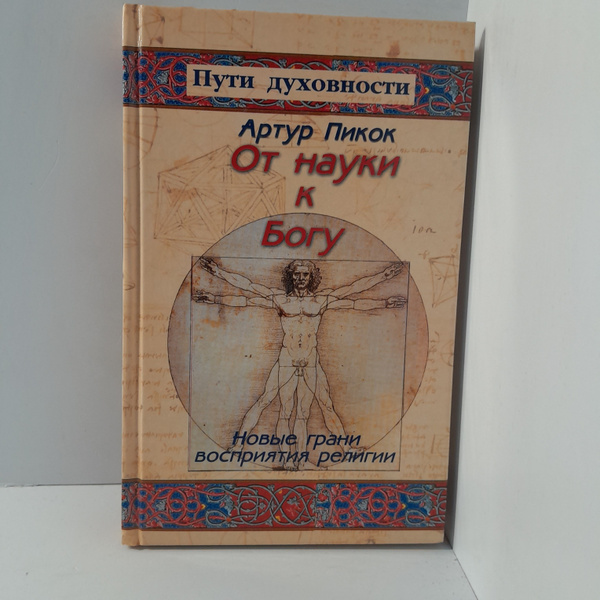 Пути духовности
Артур Пикок
От науки
к
Богу
Новые грани
восприятия религии